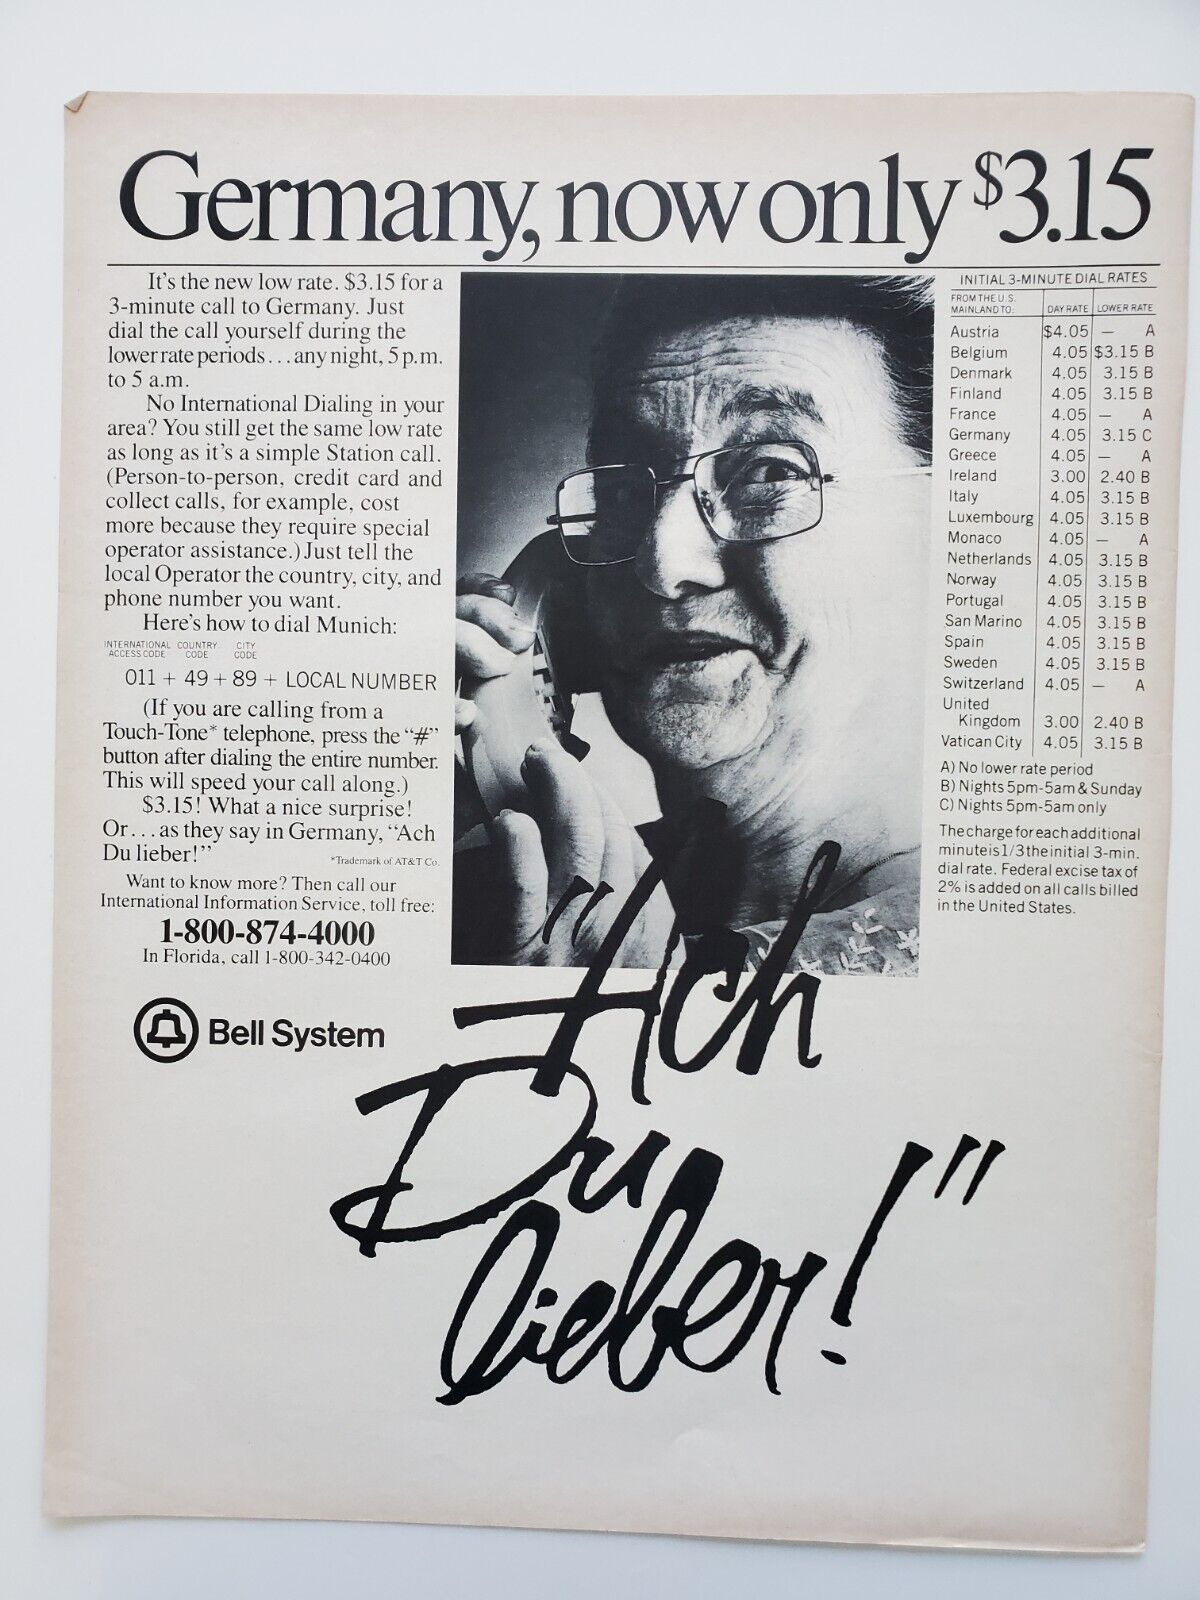 Germany, now only $3.15
It's the new low rate. $3.15 for a
3-minute call to Germany. Just
dial the call yourself during the
lower rate periods...any night, 5 p.m.
to 5 a.m.
No International Dialing in your
area? You still get the same low rate
as long as it's a simple Station call.
(Person-to-person, credit card and
collect calls, for example, cost
more because they require special
operator assistance.) Just tell the
local Operator the country, city, and
phone number you want.
Here's how to dial Munich:
INTERNATIONAL ACCESS CODE COUNTRY CODE CITY CODE
011 + 49 + 89 + LOCAL NUMBER
(If you are calling from a
Touch-Tone* telephone, press the "#"
button after dialing the entire number.
This will speed your call along.)
$3.15! What a nice surprise!
Or...as they say in Germany, "Ach
Du lieber!"
*Trademark of AT&T Co.
Want to know more? Then call our
International Information Service, toll free:
1-800-874-4000
In Florida, call 1-800-342-0400
Bell System
INITIAL 3-MINUTE DIAL RATES
FROM THE U.S. MAINLAND TO: DAY RATE LOWER RATE
Austria $4.05 — A
Belgium 4.05 $3.15 B
Denmark 4.05 3.15 B
Finland 4.05 3.15 B
France 4.05 — A
Germany 4.05 3.15 C
Greece 4.05 — A
Ireland 3.00 2.40 B
Italy 4.05 3.15 B
Luxembourg 4.05 3.15 B
Monaco 4.05 — A
Netherlands 4.05 3.15 B
Norway 4.05 3.15 B
Portugal 4.05 3.15 B
San Marino 4.05 3.15 B
Spain 4.05 3.15 B
Sweden 4.05 3.15 B
Switzerland 4.05 — A
United
Kingdom 3.00 2.40 B
Vatican City 4.05 3.15 B
A) No lower rate period
B) Nights 5pm-5am & Sunday
C) Nights 5pm-5am only
The charge for each additional
minute is 1/3 the initial 3-min.
dial rate. Federal excise tax of
2% is added on all calls billed
in the United States.
"Ach
Du
lieber!"